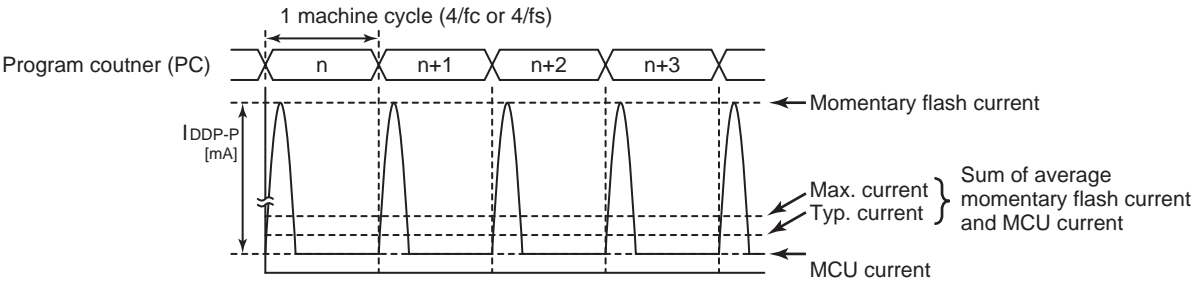 1 machine cycle (4/fc or 4/fs)
Program coutner (PC)
n
n+1
n+2
n+3
Momentary flash current
IDDP-P
[mA]
Max. current
Typ. current
Sum of average
momentary flash current
and MCU current
MCU current